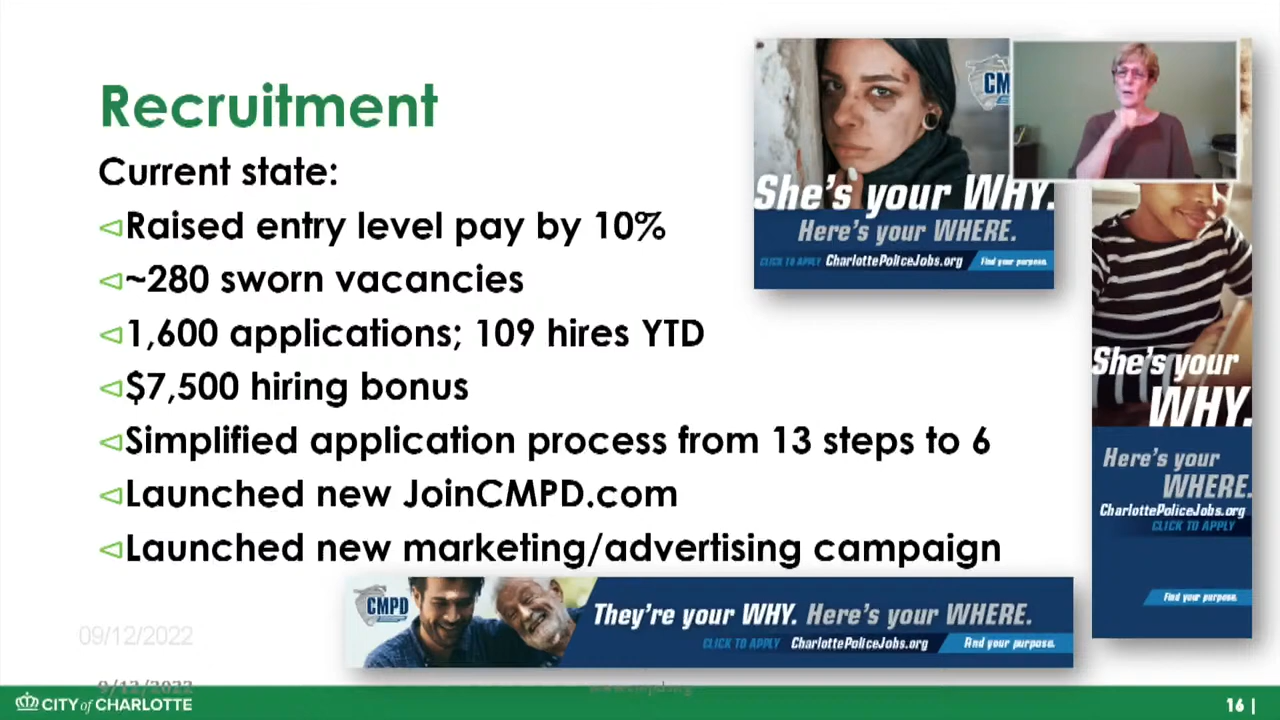 Recruitment
Current state:
Raised entry level pay by 10%
~280 sworn vacancies
1,600 applications; 109 hires YTD
$7,500 hiring bonus
Simplified application process from 13 steps to 6
Launched new JoinCMPD.com
Launched new marketing/advertising campaign
She's your WHY.
Here's your WHERE.
CLICK TO APPLY CharlottePoliceJobs.org Find your purpose.
She's your
WHY.
Here's your
WHERE.
CharlottePoliceJobs.org
CLICK TO APPLY
Find your purpose.
CMPD
They're your WHY. Here's your WHERE.
CLICK TO APPLY CharlottePoliceJobs.org Find your purpose.
09/12/2022
9/12/2022
CITY of CHARLOTTE
16 |